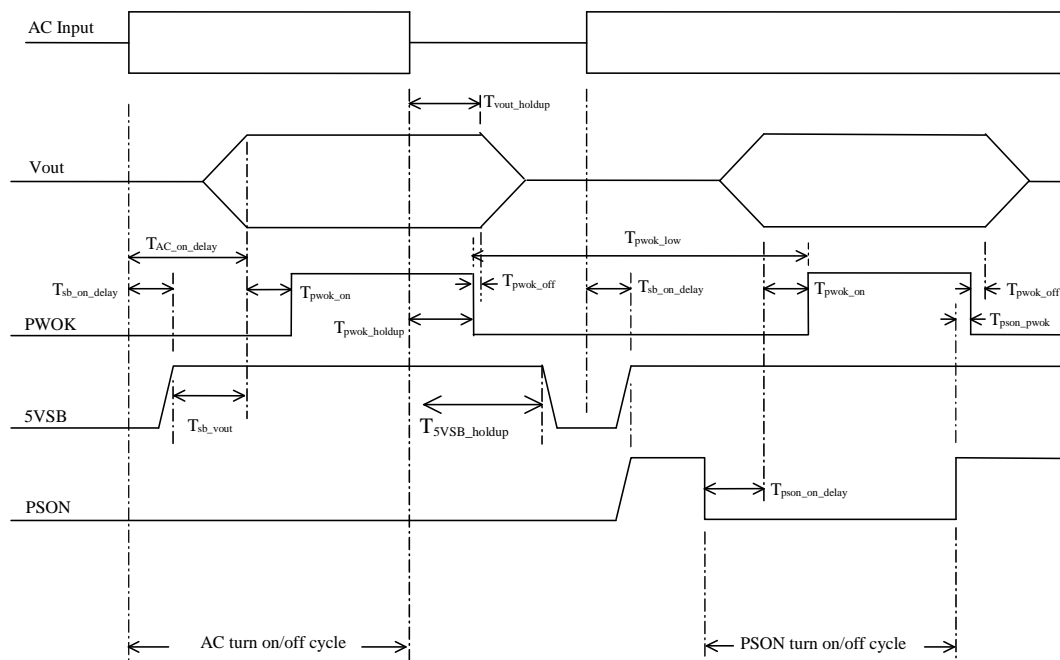 AC Input
T_vout_holdup
Vout
T_AC_on_delay
T_pwok_low
T_sb_on_delay
T_pwok_on
T_pwok_off
T_sb_on_delay
T_pwok_on
T_pwok_off
PWOK
T_pwok_holdup
T_pson_pwok
5VSB
T_sb_vout
T_5VSB_holdup
PSON
T_pson_on_delay
AC turn on/off cycle
PSON turn on/off cycle